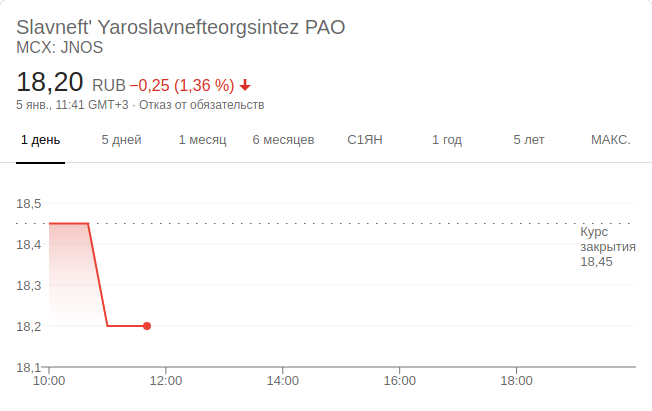 Slavneft' Yaroslavnefteorgsintez PAO
MCX: JNOS
18,20 RUB −0,25 (1,36 %)
5 янв., 11:41 GMT+3 · Отказ от обязательств
1 день 5 дней 1 месяц 6 месяцев С1ЯН 1 год 5 лет МАКС.
18,5
Курс
закрытия
18,45
18,4
18,3
18,2
18,1
10:00 12:00 14:00 16:00 18:00